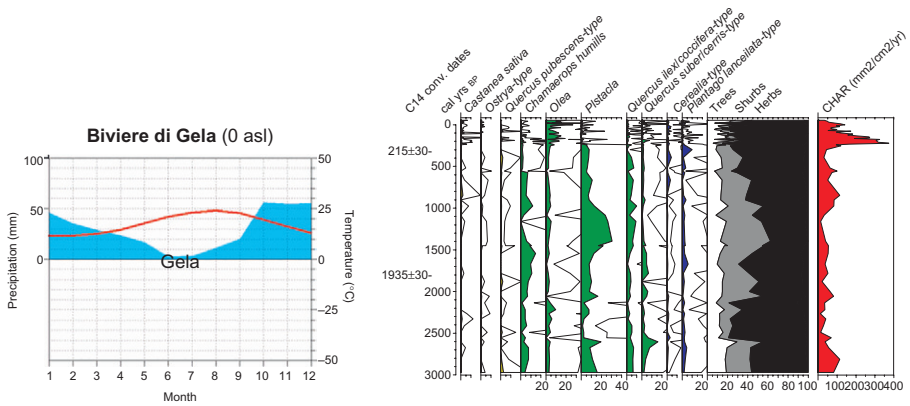 Biviere di Gela (0 asl)
Precipitation (mm)
100
50
0
50
25
0
−25
−50
Temperature (°C)
Gela
1 2 3 4 5 6 7 8 9 10 11 12
Month
C14 conv. dates
cal yrs BP
Castanea sativa
Ostrya-type
Quercus pubescens-type
Chamaerops humills
Olea
Pistacia
Quercus ilex/coccifera-type
Quercus suber/cerris-type
Cerealia-type
Plantago lanceilata-type
Trees
Shurbs
Herbs
CHAR (mm2/cm2/yr)
215±30-
1935±30-
0
500
1000
1500
2000
2500
3000
20 20 20 40 20 20 20 40 60 80 100
100 200 300 400